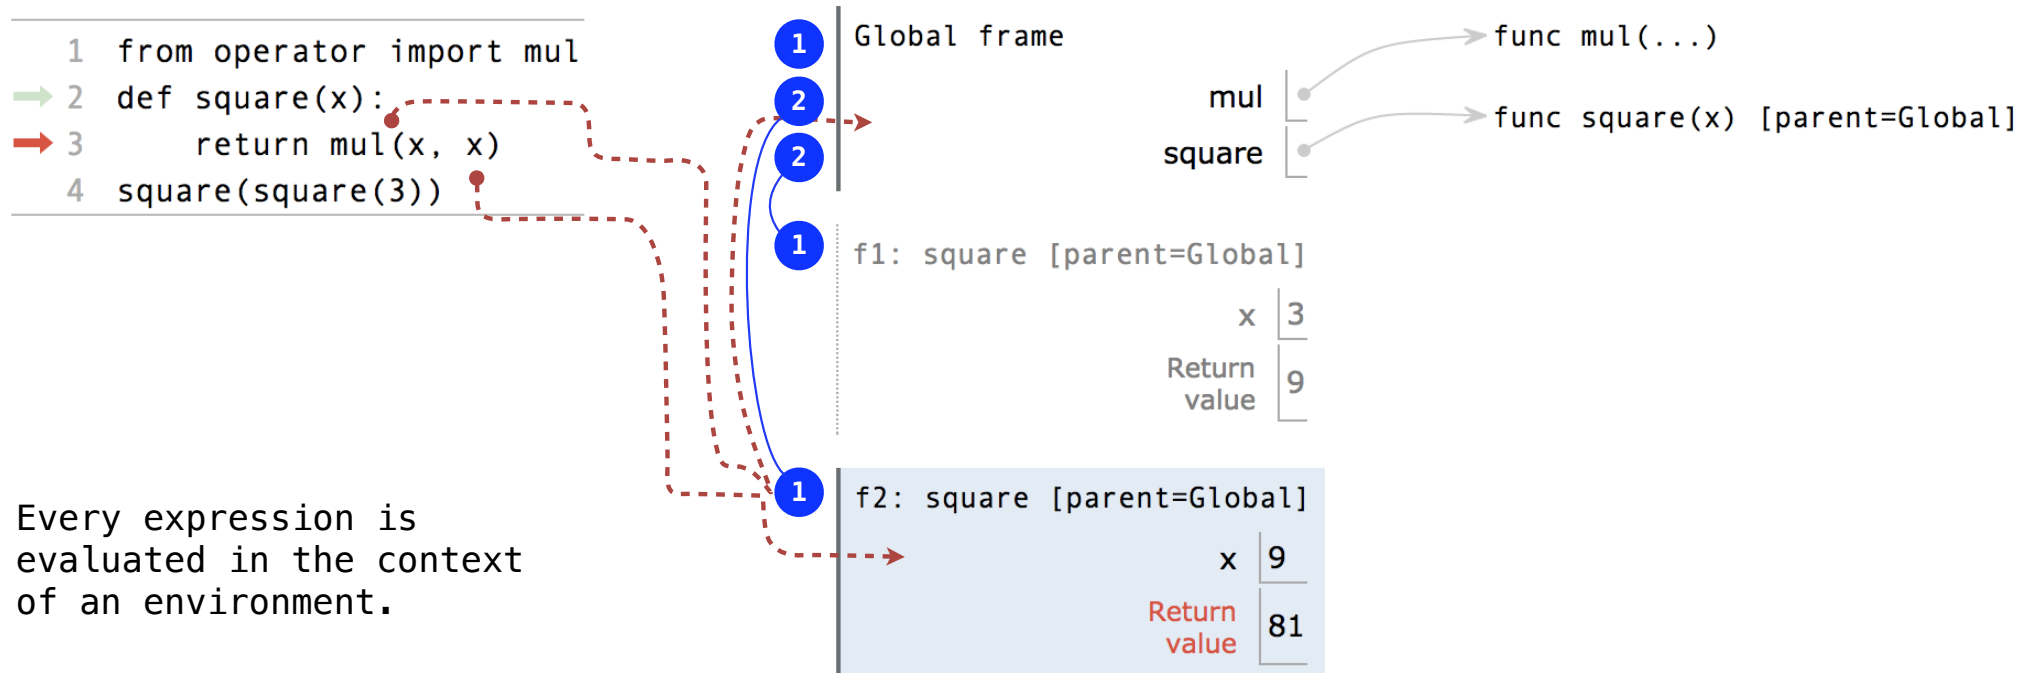 1 from operator import mul
2 def square(x):
3 return mul(x, x)
4 square(square(3))
Every expression is
evaluated in the context
of an environment.
1
Global frame
2
mul
2
square
func mul(...)
func square(x) [parent=Global]
1
f1: square [parent=Global]
x 3
Return
value
9
1
f2: square [parent=Global]
x 9
Return
value
81